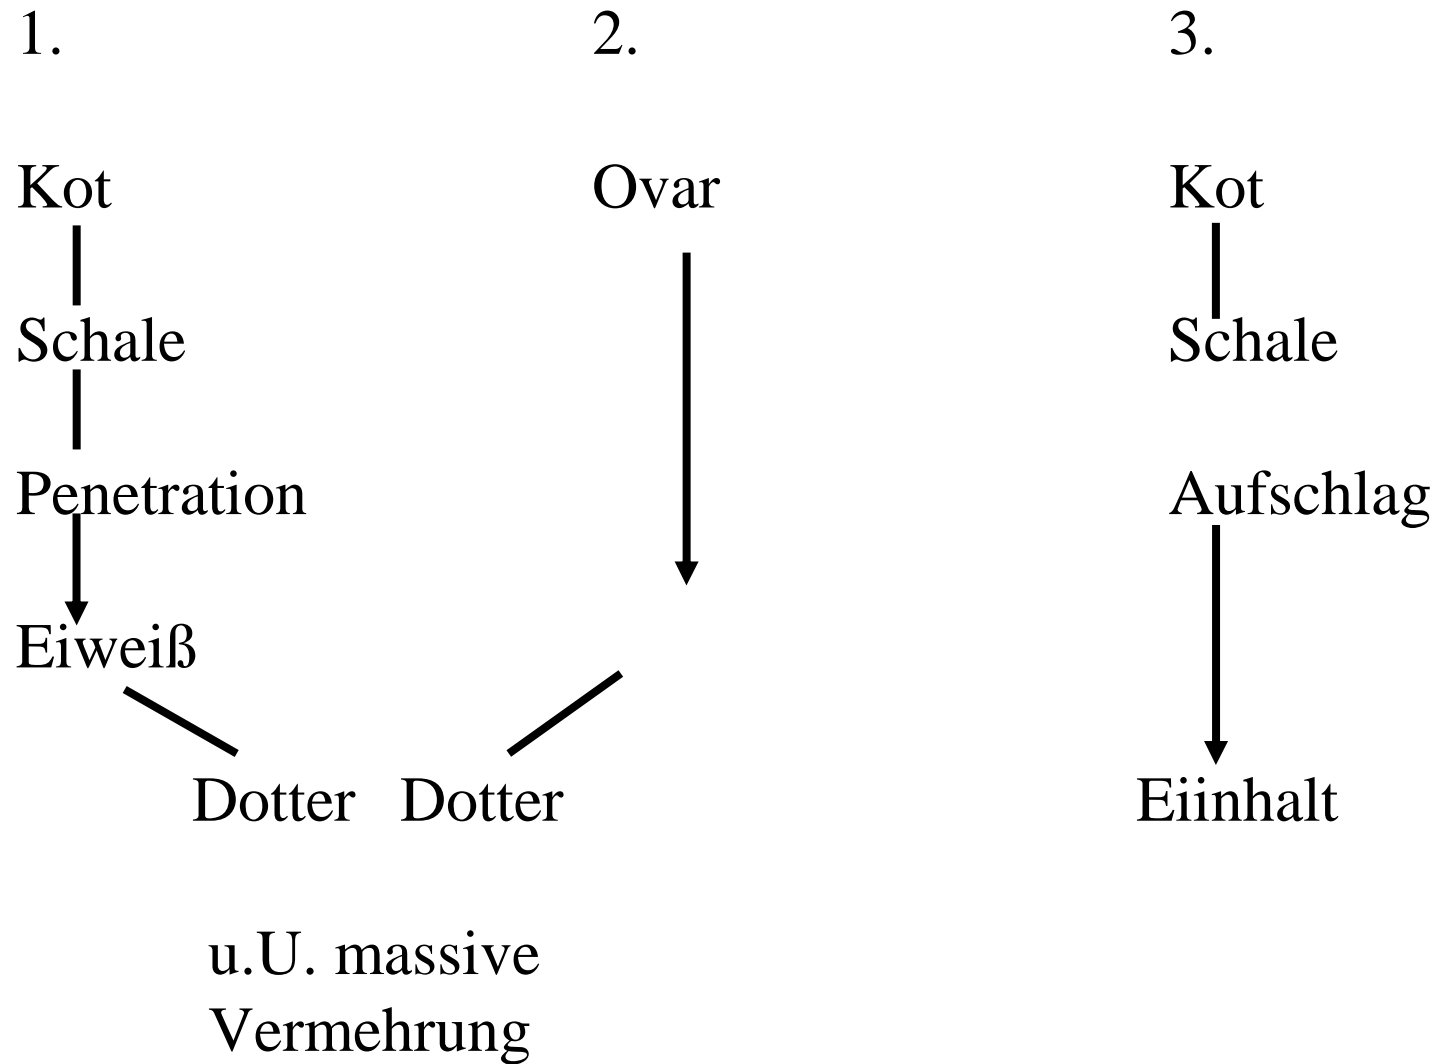 1. 2. 3.
Kot Ovar Kot
Schale Schale
Penetration Aufschlag
Eiweiß
Dotter Dotter Eiinhalt
u.U. massive
Vermehrung